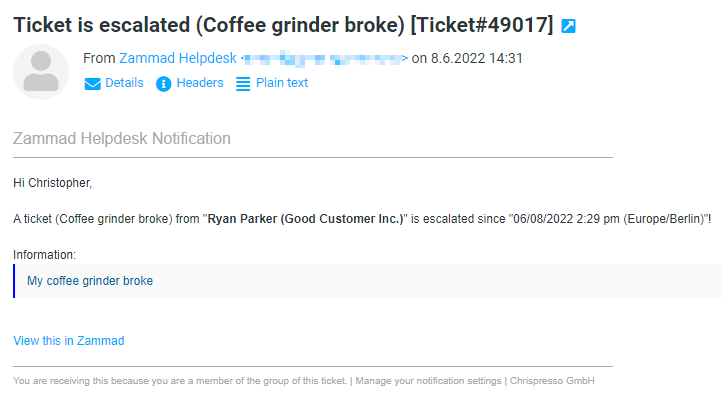 Ticket is escalated (Coffee grinder broke) [Ticket#49017]
From Zammad Helpdesk < > on 8.6.2022 14:31
Details Headers Plain text
Zammad Helpdesk Notification
Hi Christopher,
A ticket (Coffee grinder broke) from "Ryan Parker (Good Customer Inc.)" is escalated since "06/08/2022 2:29 pm (Europe/Berlin)"!
Information:
My coffee grinder broke
View this in Zammad
You are receiving this because you are a member of the group of this ticket. | Manage your notification settings | Chrispresso GmbH